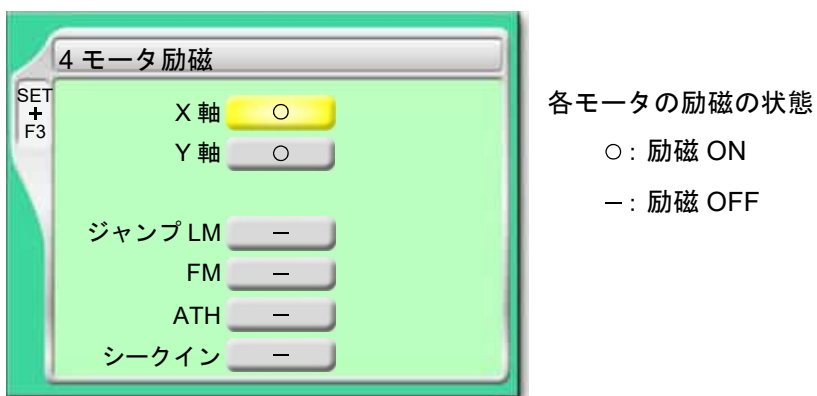 4 モータ励磁
SET
+
F3
X 軸 ○
Y 軸 ○
ジャンプ LM −
FM −
ATH −
シークイン −
各モータの励磁の状態
○ : 励磁 ON
− : 励磁 OFF